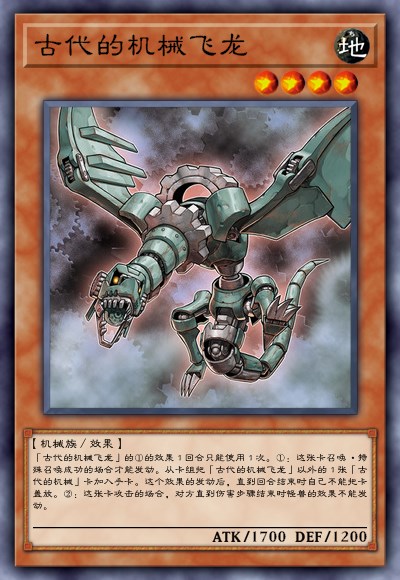 古代的机械飞龙
地
【机械族／效果】
「古代的机械飞龙」的①的效果1回合只能使用1次。①：这张卡召唤·特
殊召唤成功的场合才能发动。从卡组把「古代的机械飞龙」以外的1张「古
代的机械」卡加入手卡。这个效果的发动后，直到回合结束时自己不能把卡
盖放。②：这张卡攻击的场合，对方直到伤害步骤结束时怪兽的效果不能发
动。
ATK/1700 DEF/1200